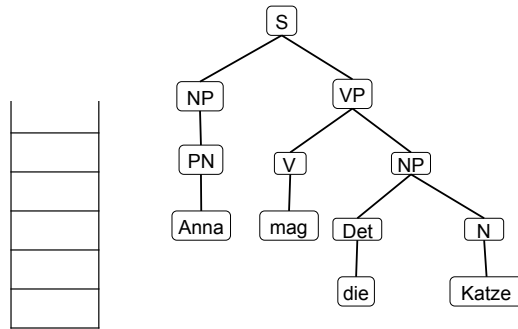 S
NP VP
PN V NP
Anna mag Det N
die Katze